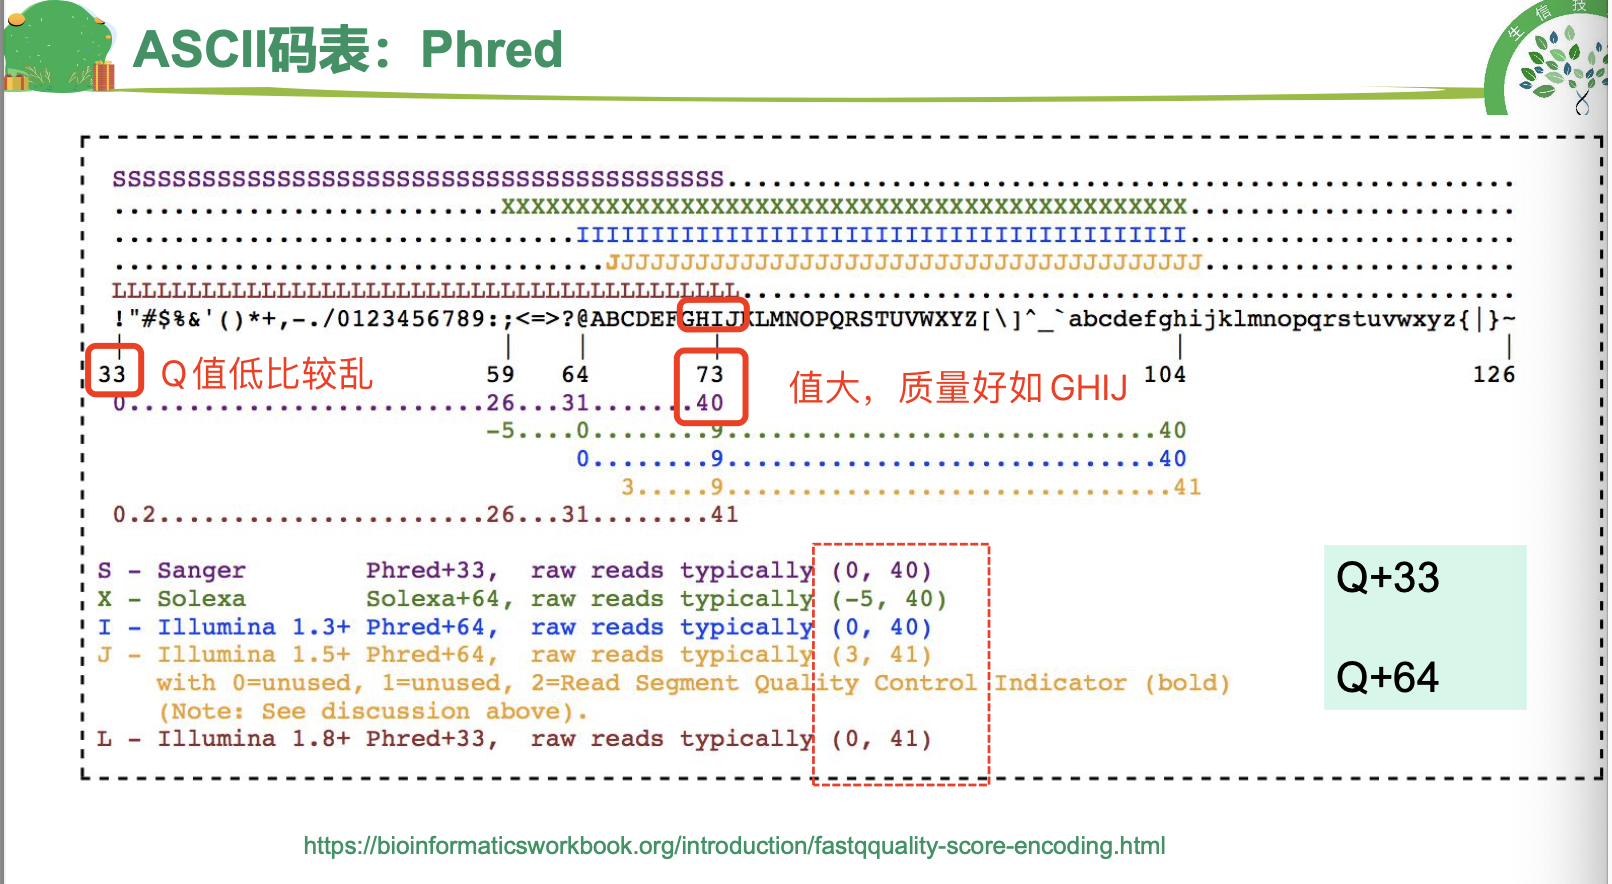 ASCII码表：Phred
生信技
SSSSSSSSSSSSSSSSSSSSSSSSSSSSSSSSSSSSSSSSS.....................................................
..........................XXXXXXXXXXXXXXXXXXXXXXXXXXXXXXXXXXXXXXXXXXXXXX......................
...............................IIIIIIIIIIIIIIIIIIIIIIIIIIIIIIIIIIIIIIIII......................
.................................JJJJJJJJJJJJJJJJJJJJJJJJJJJJJJJJJJJJJJJJ.....................
LLLLLLLLLLLLLLLLLLLLLLLLLLLLLLLLLLLLLLLLLL....................................................
!"#$%&'()*+,-./0123456789:;<=>?@ABCDEFGHIJKLMNOPQRSTUVWXYZ[\]^_`abcdefghijklmnopqrstuvwxyz{|}~
| | | | | |
33 Q值低比较乱 59 64 73 值大，质量好如GHIJ 104 126
0........................26...31.......40
-5....0........9.............................40
0........9.............................40
3.....9..............................41
0.2......................26...31........41
S - Sanger Phred+33, raw reads typically (0, 40)
X - Solexa Solexa+64, raw reads typically (-5, 40)
I - Illumina 1.3+ Phred+64, raw reads typically (0, 40)
J - Illumina 1.5+ Phred+64, raw reads typically (3, 41)
with 0=unused, 1=unused, 2=Read Segment Quality Control Indicator (bold)
(Note: See discussion above).
L - Illumina 1.8+ Phred+33, raw reads typically (0, 41)
Q+33
Q+64
https://bioinformaticsworkbook.org/introduction/fastqquality-score-encoding.html